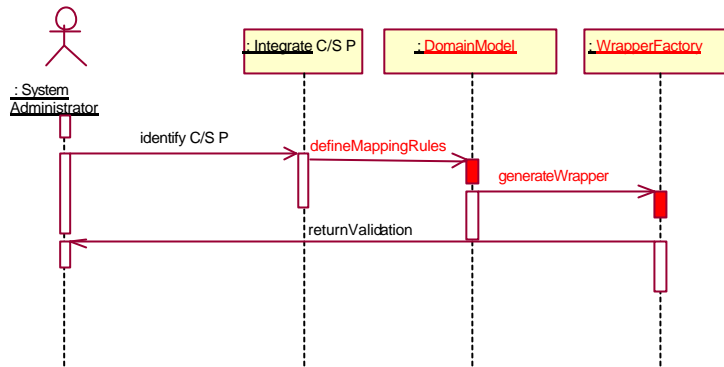 : Integrate C/S P
: DomainModel
: WrapperFactory
: System
Administrator
identify C/S P
defineMappingRules
generateWrapper
returnValidation